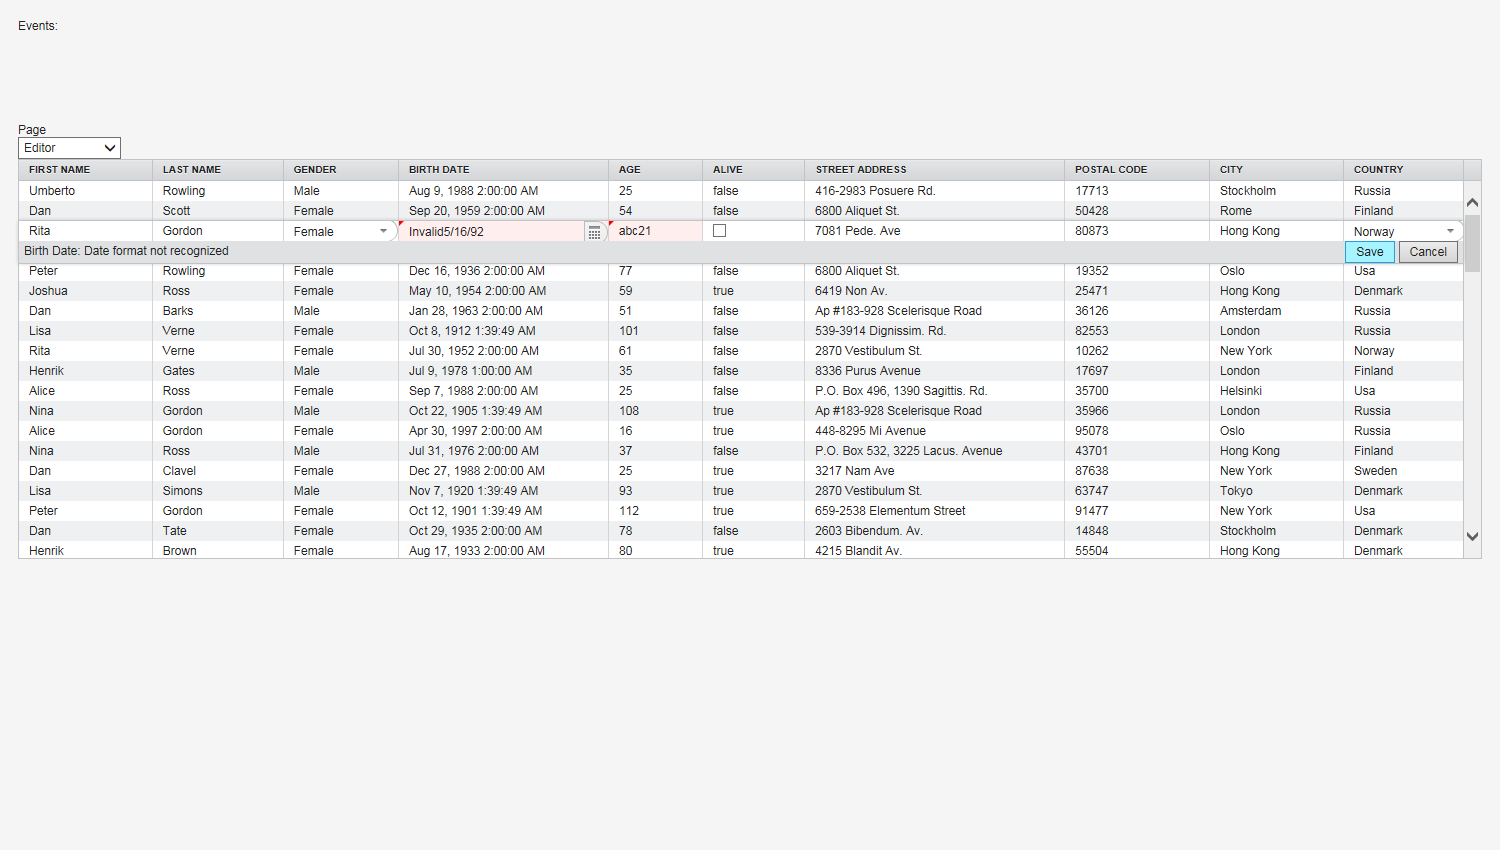 Events:
Page
Editor
FIRST NAME LAST NAME GENDER BIRTH DATE AGE ALIVE STREET ADDRESS POSTAL CODE CITY COUNTRY
Umberto Rowling Male Aug 9, 1988 2:00:00 AM 25 false 416-2983 Posuere Rd. 17713 Stockholm Russia
Dan Scott Female Sep 20, 1959 2:00:00 AM 54 false 6800 Aliquet St. 50428 Rome Finland
Rita Gordon Female Invalid5/16/92 abc21 7081 Pede. Ave 80873 Hong Kong Norway
Birth Date: Date format not recognized Save Cancel
Peter Rowling Female Dec 16, 1936 2:00:00 AM 77 false 6800 Aliquet St. 19352 Oslo Usa
Joshua Ross Female May 10, 1954 2:00:00 AM 59 true 6419 Non Av. 25471 Hong Kong Denmark
Dan Barks Male Jan 28, 1963 2:00:00 AM 51 false Ap #183-928 Scelerisque Road 36126 Amsterdam Russia
Lisa Verne Female Oct 8, 1912 1:39:49 AM 101 false 539-3914 Dignissim. Rd. 82553 London Russia
Rita Verne Female Jul 30, 1952 2:00:00 AM 61 false 2870 Vestibulum St. 10262 New York Norway
Henrik Gates Male Jul 9, 1978 1:00:00 AM 35 false 8336 Purus Avenue 17697 London Finland
Alice Ross Female Sep 7, 1988 2:00:00 AM 25 false P.O. Box 496, 1390 Sagittis. Rd. 35700 Helsinki Usa
Nina Gordon Male Oct 22, 1905 1:39:49 AM 108 true Ap #183-928 Scelerisque Road 35966 London Russia
Alice Gordon Female Apr 30, 1997 2:00:00 AM 16 true 448-8295 Mi Avenue 95078 Oslo Russia
Nina Ross Male Jul 31, 1976 2:00:00 AM 37 false P.O. Box 532, 3225 Lacus. Avenue 43701 Hong Kong Finland
Dan Clavel Female Dec 27, 1988 2:00:00 AM 25 true 3217 Nam Ave 87638 New York Sweden
Lisa Simons Male Nov 7, 1920 1:39:49 AM 93 true 2870 Vestibulum St. 63747 Tokyo Denmark
Peter Gordon Female Oct 12, 1901 1:39:49 AM 112 true 659-2538 Elementum Street 91477 New York Usa
Dan Tate Female Oct 29, 1935 2:00:00 AM 78 false 2603 Bibendum. Av. 14848 Stockholm Denmark
Henrik Brown Female Aug 17, 1933 2:00:00 AM 80 true 4215 Blandit Av. 55504 Hong Kong Denmark